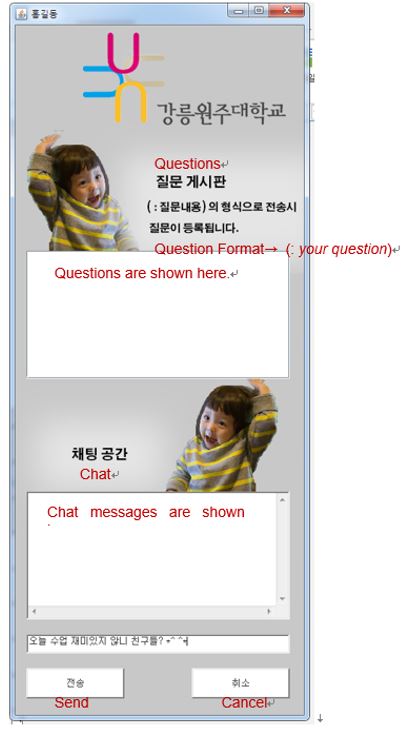 홍길동
강릉원주대학교
Questions
질문 게시판
( : 질문내용) 의 형식으로 전송시
질문이 등록됩니다.
Question Format→ (: your question)
Questions are shown here.
채팅 공간
Chat
Chat messages are shown
오늘 수업 재미있지 않니 친구들? *^ ^*
전송 취소
Send Cancel